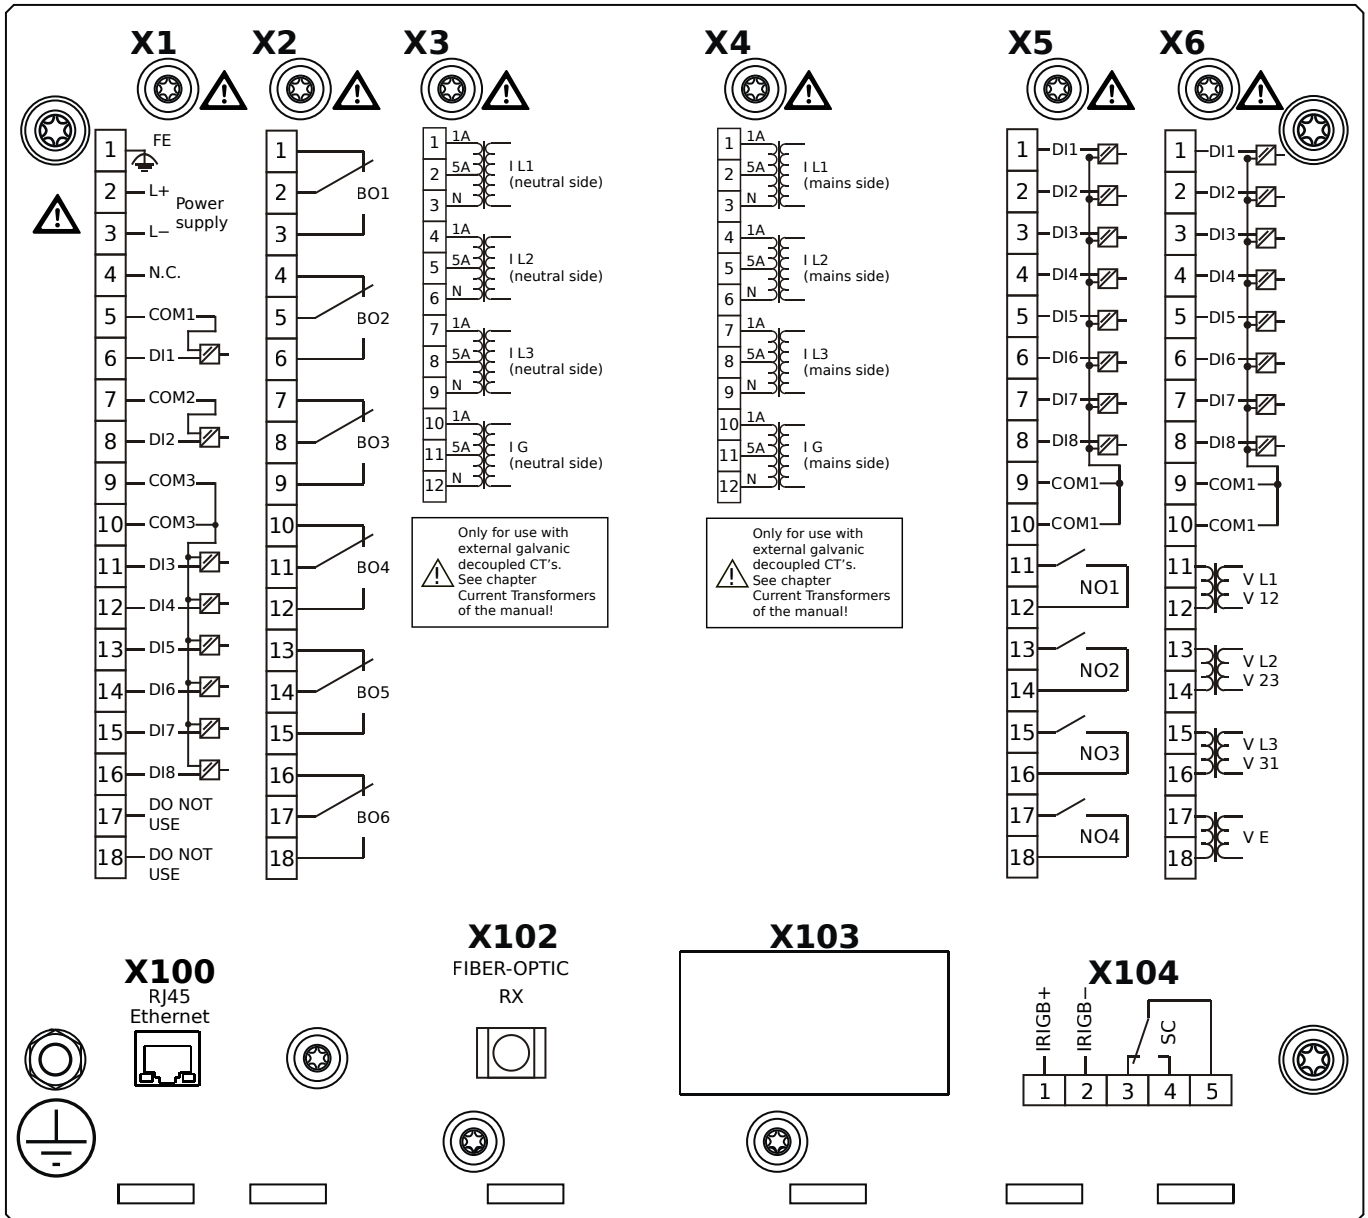 X1
X2
X3
X4
X5
X6
1
FE
2
L+
Power
supply
3
L−
4
N.C.
5
COM1
6
DI1
7
COM2
8
DI2
9
COM3
10
COM3
11
DI3
12
DI4
13
DI5
14
DI6
15
DI7
16
DI8
17
DO NOT
USE
18
DO NOT
USE
1
2
BO1
3
4
5
BO2
6
7
8
BO3
9
10
11
BO4
12
13
14
BO5
15
16
17
BO6
18
1
1A
2
5A
I L1
(neutral side)
3
N
4
1A
5
5A
I L2
(neutral side)
6
N
7
1A
8
5A
I L3
(neutral side)
9
N
10
1A
11
5A
I G
(neutral side)
12
N
Only for use with
external galvanic
decoupled CT's.
See chapter
Current Transformers
of the manual!
1
1A
2
5A
I L1
(mains side)
3
N
4
1A
5
5A
I L2
(mains side)
6
N
7
1A
8
5A
I L3
(mains side)
9
N
10
1A
11
5A
I G
(mains side)
12
N
Only for use with
external galvanic
decoupled CT's.
See chapter
Current Transformers
of the manual!
1
DI1
2
DI2
3
DI3
4
DI4
5
DI5
6
DI6
7
DI7
8
DI8
9
COM1
10
COM1
11
NO1
12
13
NO2
14
15
NO3
16
17
NO4
18
1
DI1
2
DI2
3
DI3
4
DI4
5
DI5
6
DI6
7
DI7
8
DI8
9
COM1
10
COM1
11
V L1
V 12
12
13
V L2
V 23
14
15
V L3
V 31
16
17
V E
18
X100
RJ45
Ethernet
X102
FIBER-OPTIC
RX
X103
X104
IRIGB+
IRIGB−
SC
1 2 3 4 5